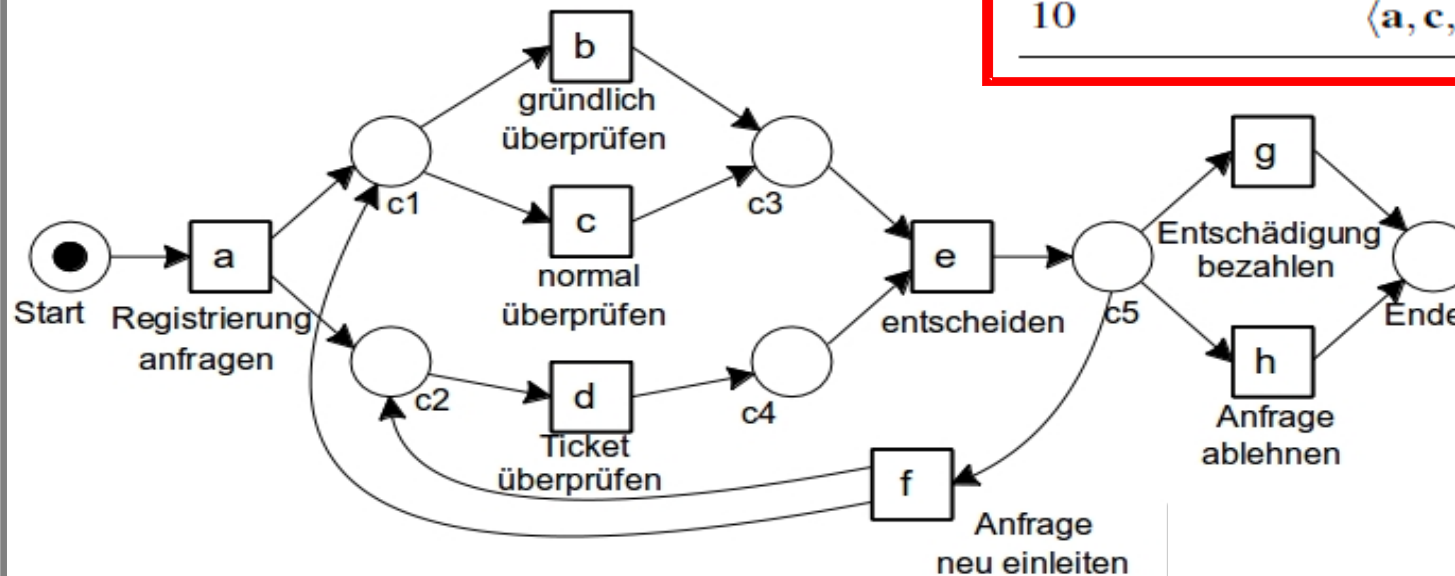 10 ⟨a, c,
b
gründlich
überprüfen
c1
c
normal
überprüfen
c3
Start
a
Registrierung
anfragen
c2
d
Ticket
überprüfen
c4
e
entscheiden
c5
g
Entschädigung
bezahlen
h
Anfrage
ablehnen
Ende
f
Anfrage
neu einleiten